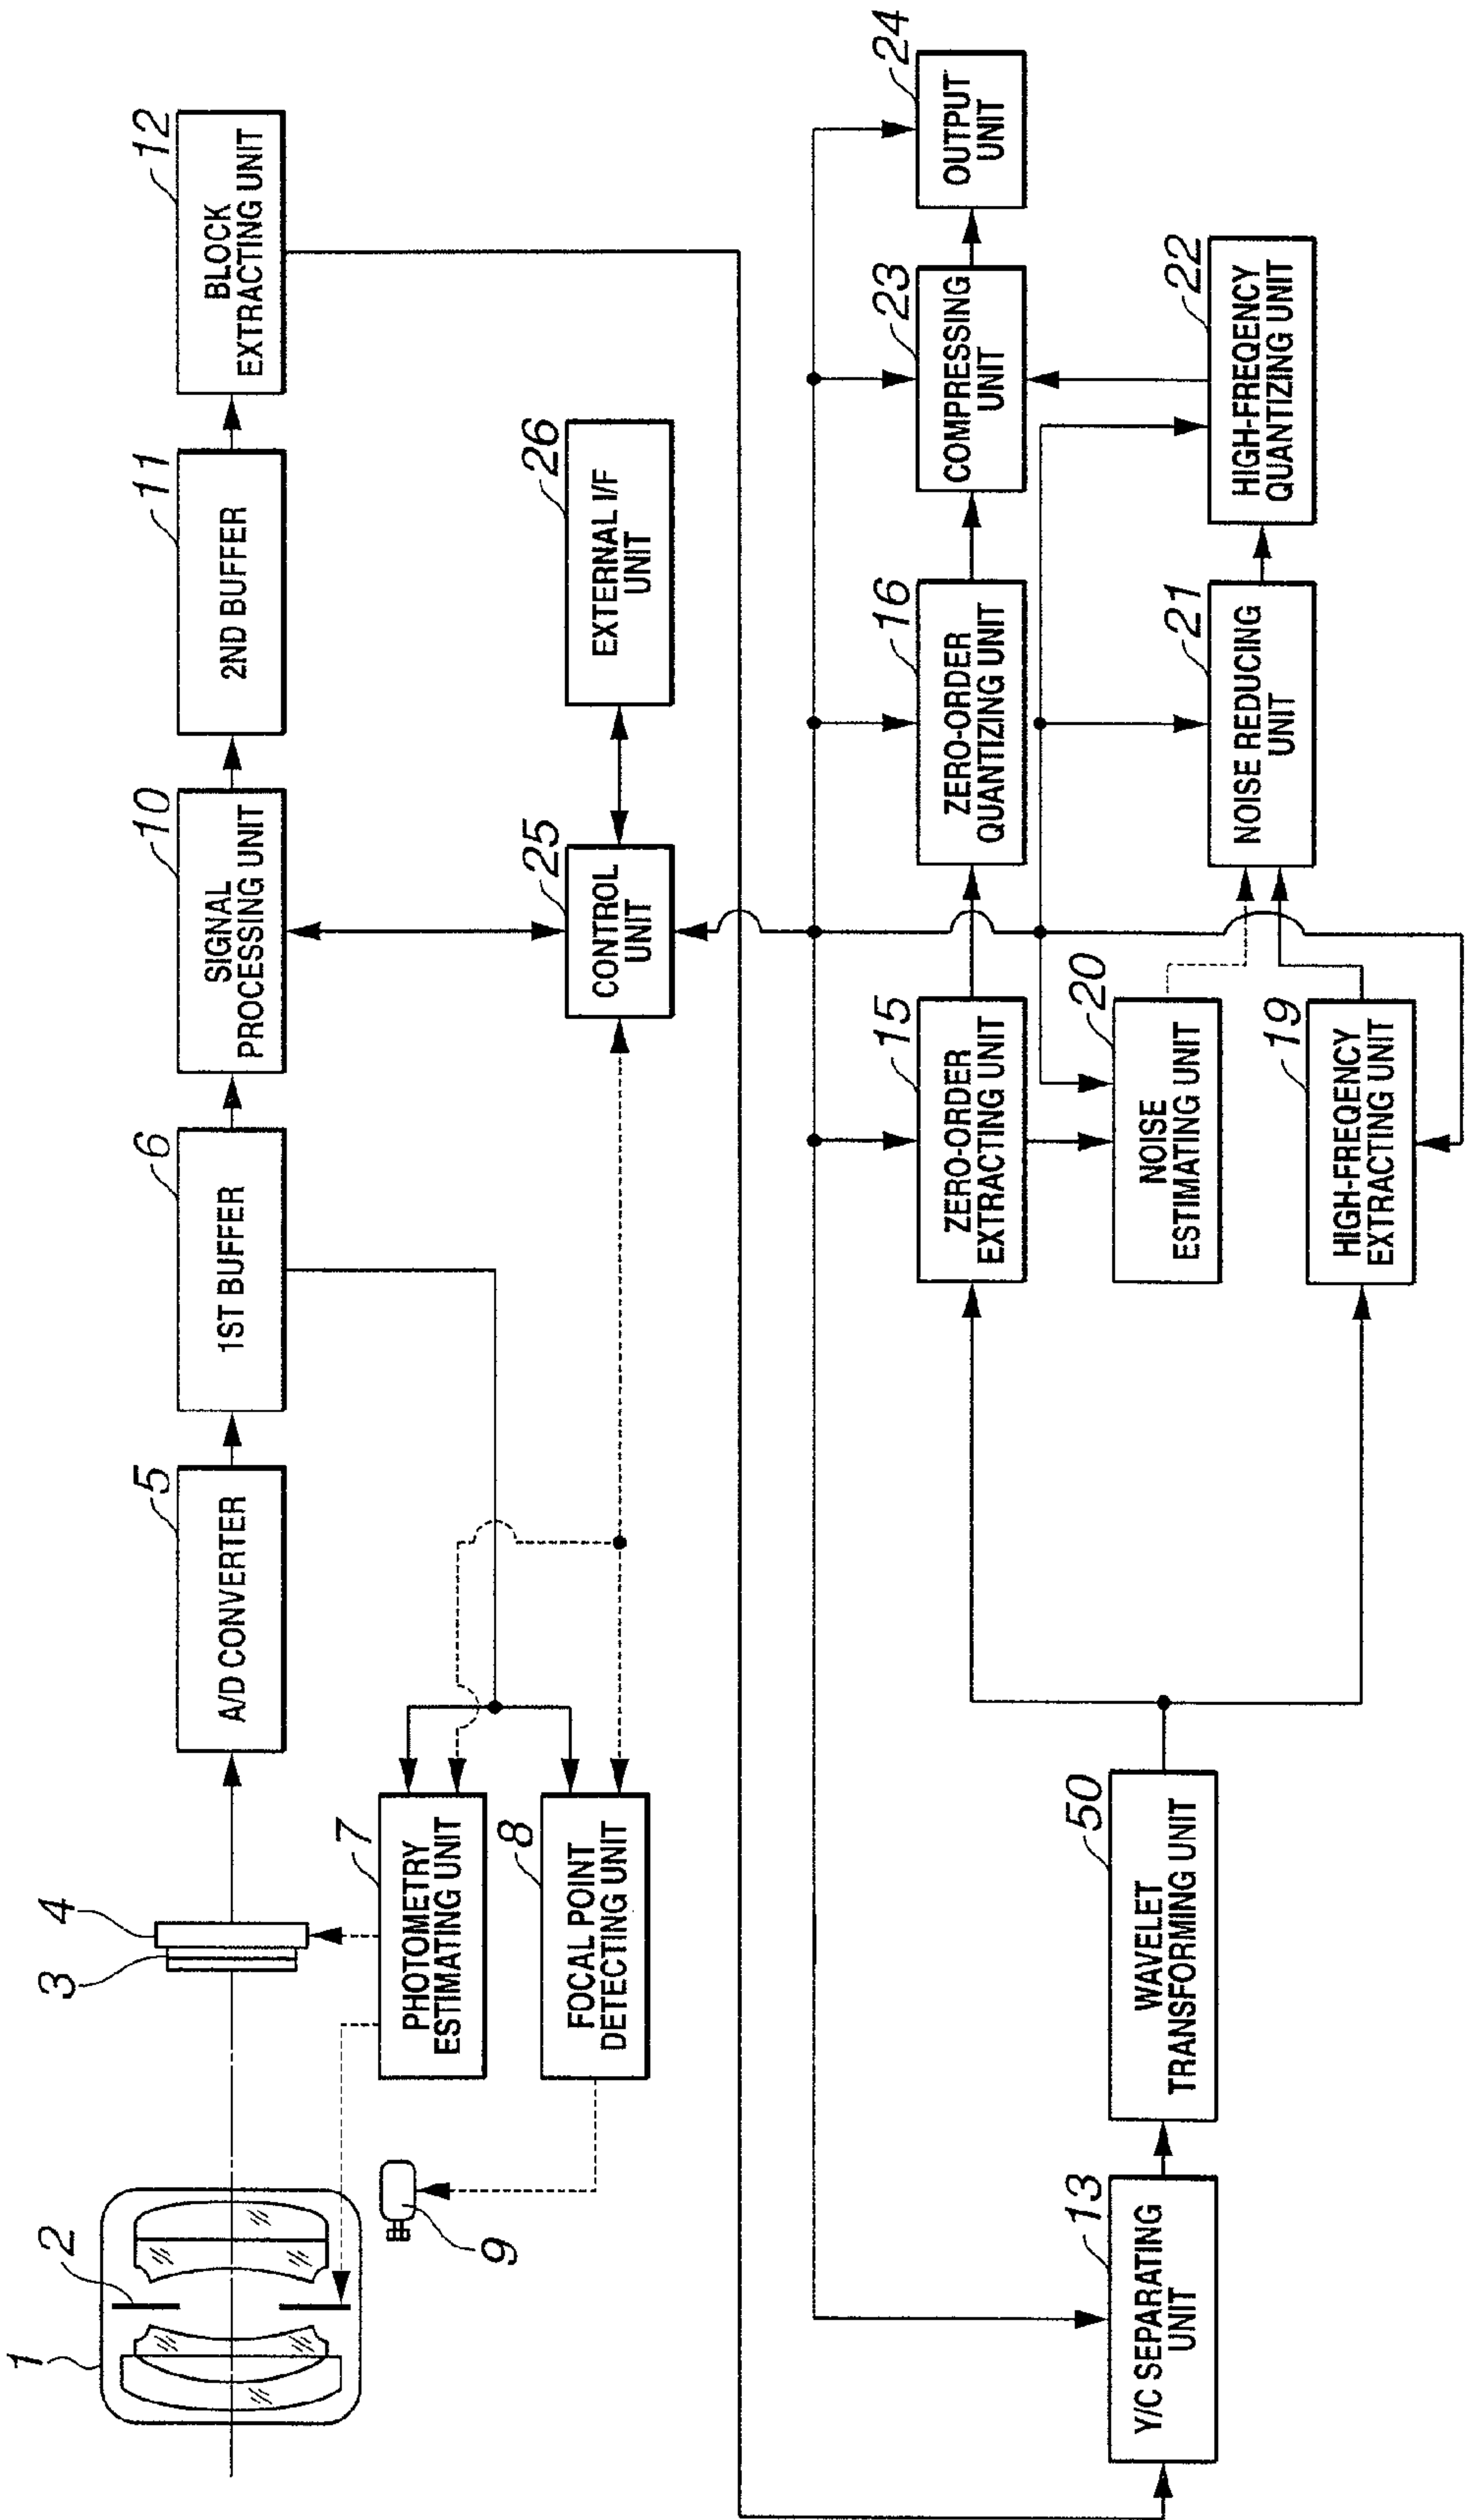 1
2
3
4
5
A/D CONVERTER
6
1ST BUFFER
10
SIGNAL
PROCESSING UNIT
11
2ND BUFFER
12
BLOCK
EXTRACTING UNIT
7
PHOTOMETRY
ESTIMATING UNIT
8
FOCAL POINT
DETECTING UNIT
9
25
CONTROL
UNIT
26
EXTERNAL I/F
UNIT
13
Y/C SEPARATING
UNIT
50
WAVELET
TRANSFORMING UNIT
15
ZERO-ORDER
EXTRACTING UNIT
16
ZERO-ORDER
QUANTIZING UNIT
23
COMPRESSING
UNIT
24
OUTPUT
UNIT
20
NOISE
ESTIMATING UNIT
19
HIGH-FREQENCY
EXTRACTING UNIT
21
NOISE REDUCING
UNIT
22
HIGH-FREQENCY
QUANTIZING UNIT